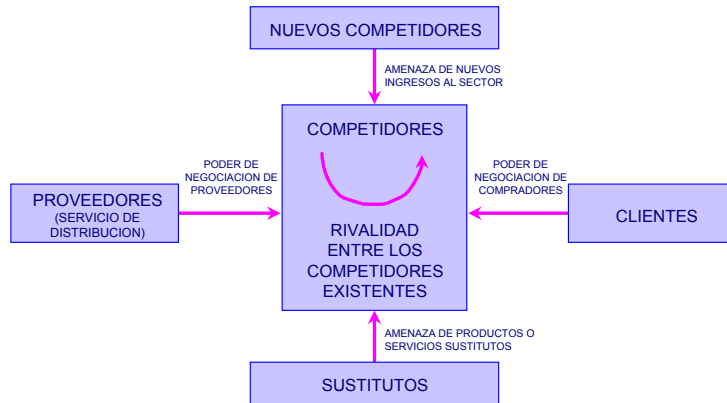 NUEVOS COMPETIDORES
AMENAZA DE NUEVOS
INGRESOS AL SECTOR
COMPETIDORES
PODER DE
NEGOCIACION DE
PROVEEDORES
PODER DE
NEGOCIACION DE
COMPRADORES
PROVEEDORES
(SERVICIO DE
DISTRIBUCION)
CLIENTES
RIVALIDAD
ENTRE LOS
COMPETIDORES
EXISTENTES
AMENAZA DE PRODUCTOS O
SERVICIOS SUSTITUTOS
SUSTITUTOS